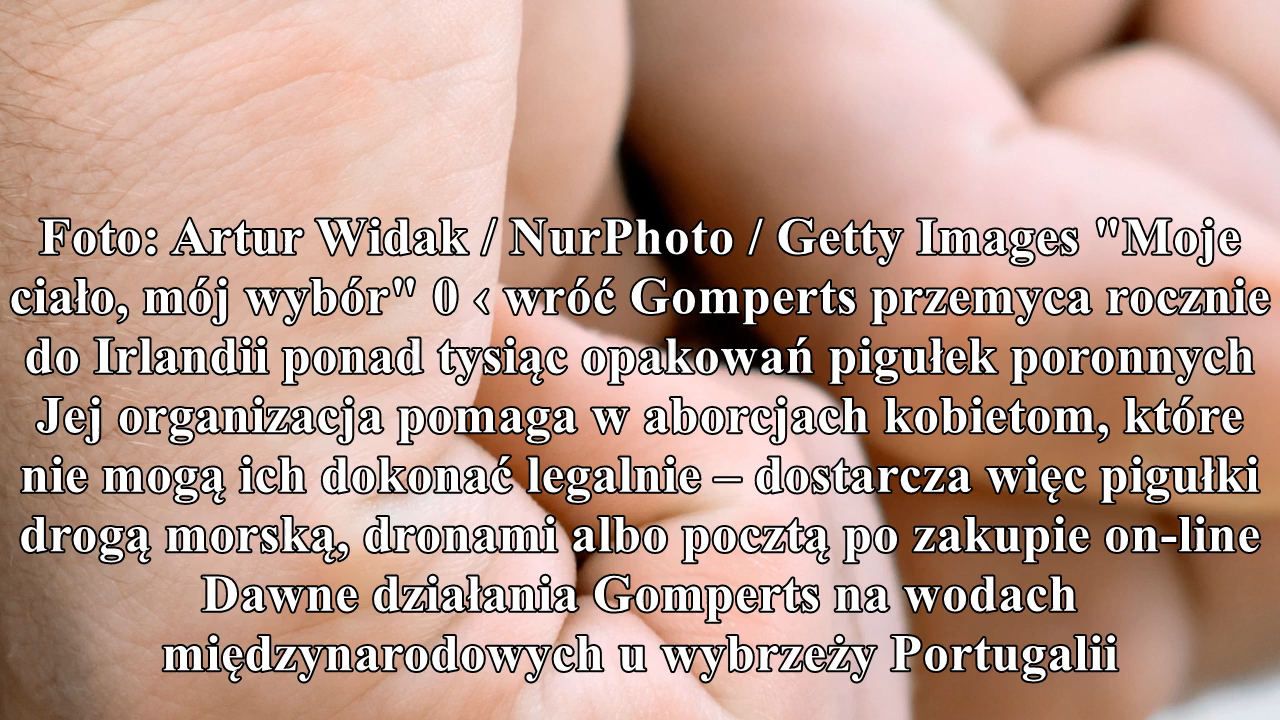 Foto: Artur Widak / NurPhoto / Getty Images "Moje
ciało, mój wybór" 0 ‹ wróć Gomperts przemyca rocznie
do Irlandii ponad tysiąc opakowań pigułek poronnych
Jej organizacja pomaga w aborcjach kobietom, które
nie mogą ich dokonać legalnie – dostarcza więc pigułki
drogą morską, dronami albo pocztą po zakupie on-line
Dawne działania Gomperts na wodach
międzynarodowych u wybrzeży Portugalii